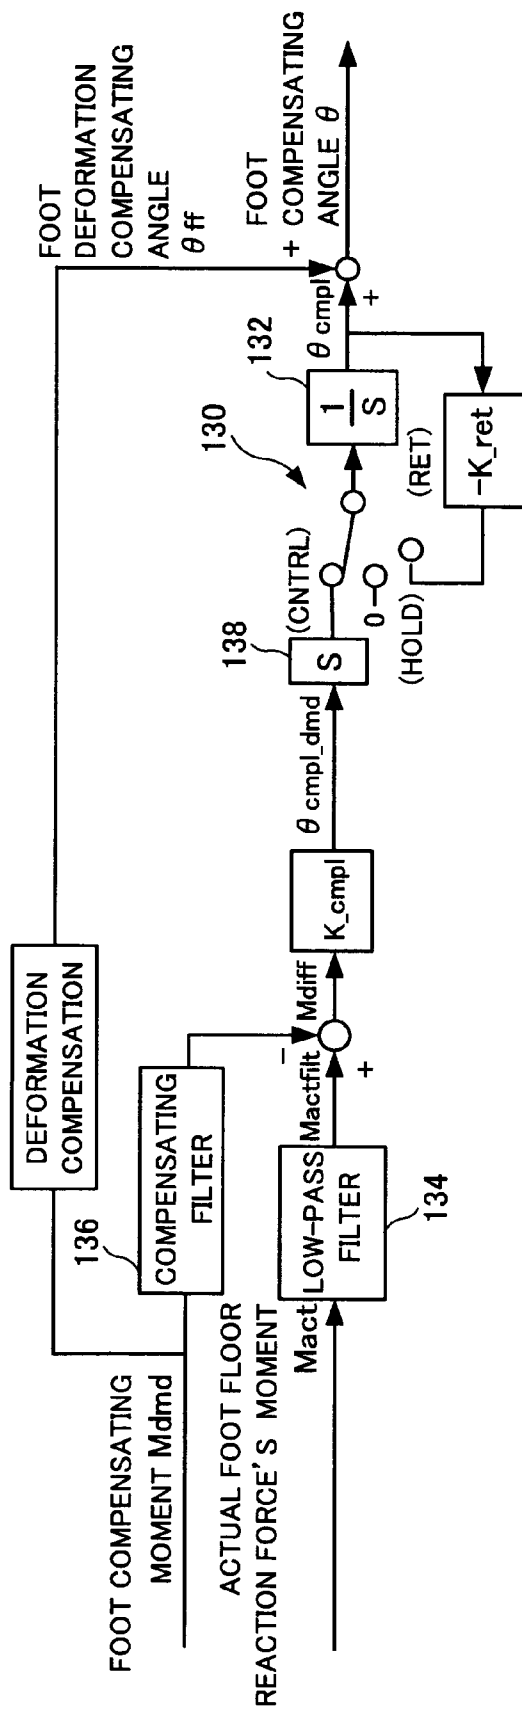 FOOT COMPENSATING
MOMENT Mdmd
136
DEFORMATION
COMPENSATION
COMPENSATING
FILTER
ACTUAL FOOT FLOOR
REACTION FORCE'S MOMENT
Mact
LOW-PASS
FILTER
134
Mactfilt
-
+
Mdiff
K_cmpl
θ cmpl_dmd
138
S
(CNTRL)
0
(HOLD)
(RET)
130
132
1
S
-K_ret
θ cmpl
+
FOOT
DEFORMATION
COMPENSATING
ANGLE
θ ff
+
FOOT
COMPENSATING
ANGLE θ